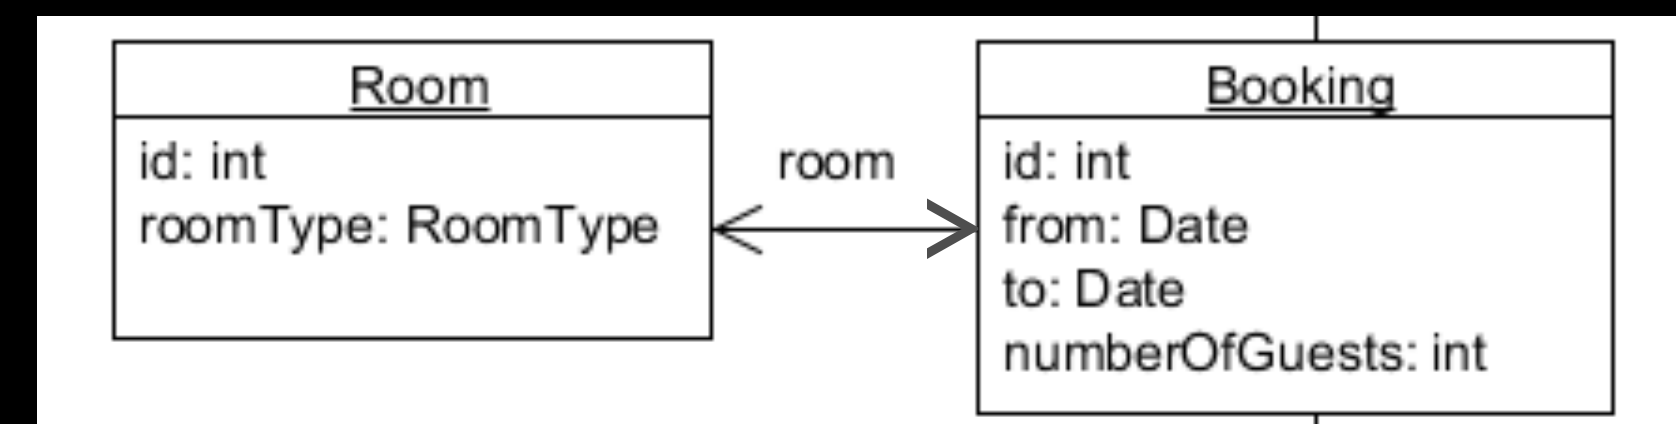 Room
id: int
roomType: RoomType
room
Booking
id: int
from: Date
to: Date
numberOfGuests: int